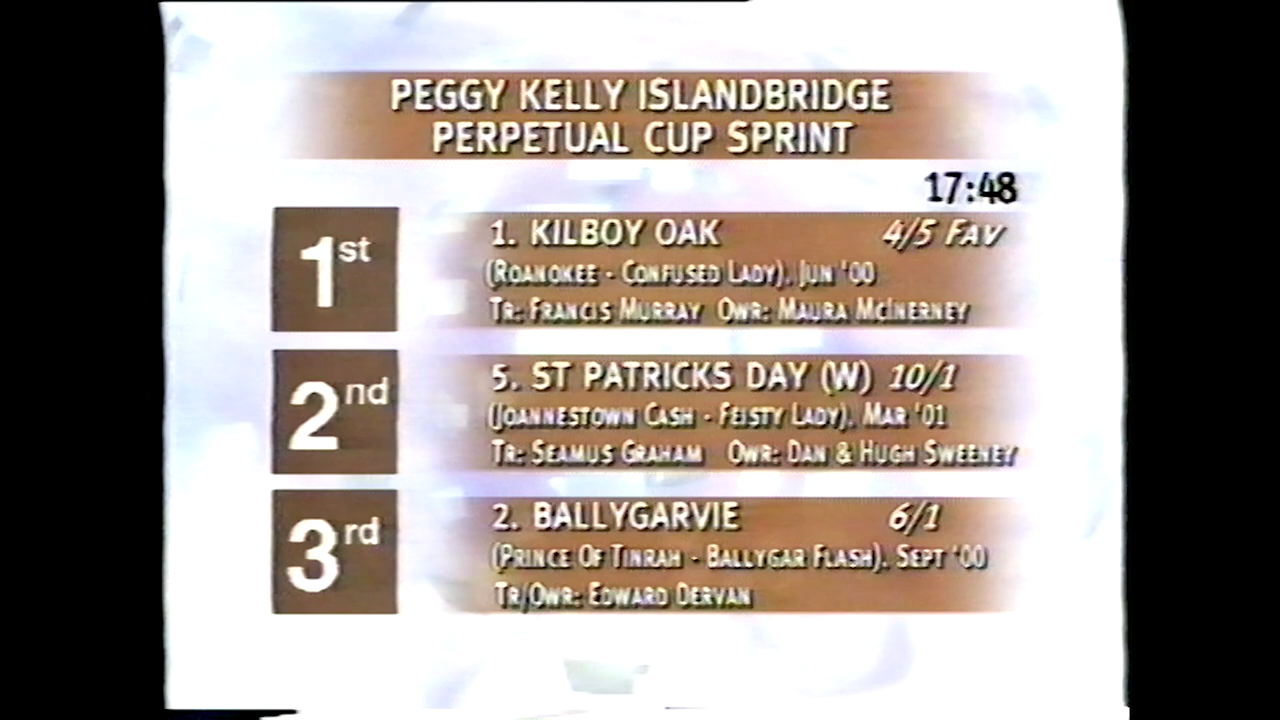 PEGGY KELLY ISLANDBRIDGE
PERPETUAL CUP SPRINT
17:48
1st
1. KILBOY OAK 4/5 FAV
(ROANOKEE - CONFUSED LADY). JUN '00
TR: FRANCIS MURRAY OWR: MAURA MCINERNEY
2nd
5. ST PATRICKS DAY (W) 10/1
(JOANNESTOWN CASH - FEISTY LADY). MAR '01
TR: SEAMUS GRAHAM OWR: DAN & HUGH SWEENEY
3rd
2. BALLYGARVIE 6/1
(PRINCE OF TINRAH - BALLYGAR FLASH). SEPT '00
TR/OWR: EDWARD DERVAN